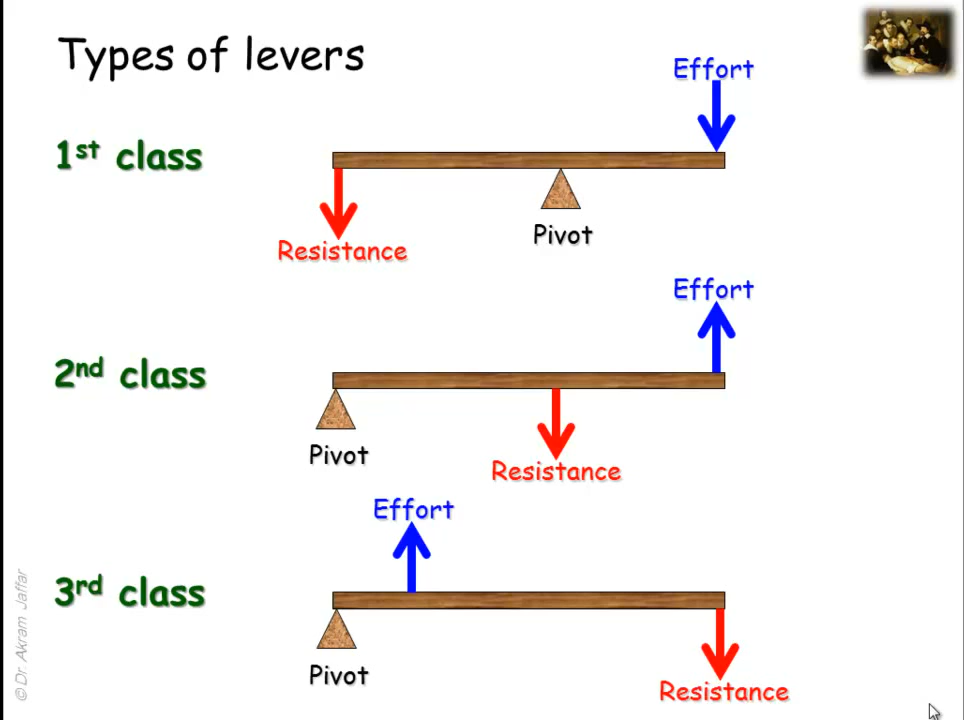 Types of levers
Effort
1st class
Pivot
Resistance
Effort
2nd class
Pivot
Resistance
Effort
3rd class
Pivot
Resistance
© Dr. Akram Jaffar